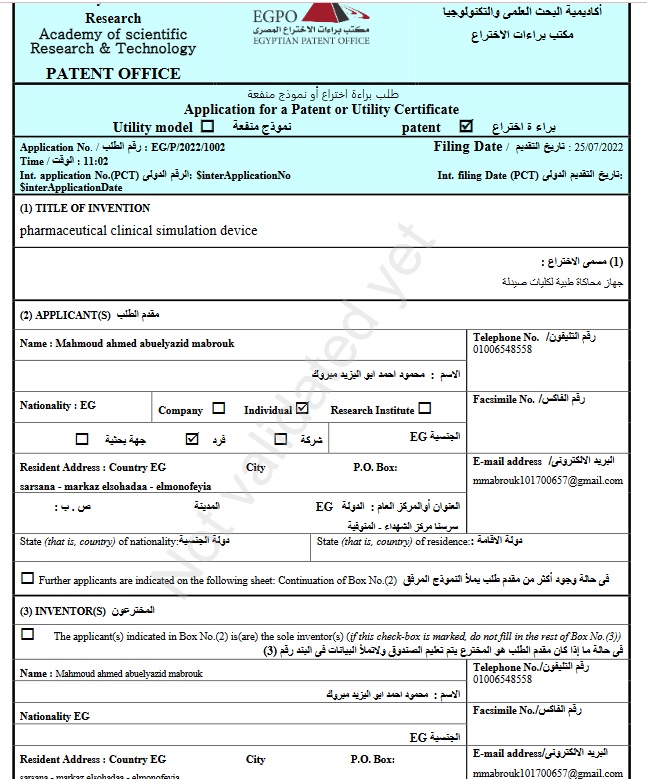 Research
Academy of scientific
Research & Technology
PATENT OFFICE
EGPO
مكتب براءات الاختراع المصرى
EGYPTIAN PATENT OFFICE
أكاديمية البحث العلمى والتكنولوجيا
مكتب براءات الاختراع
طلب براءة اختراع أو نموذج منفعة
Application for a Patent or Utility Certificate
Utility model نموذج منفعة patent براءة اختراع
Application No. / رقم الطلب : EG/P/2022/1002
Filing Date / تاريخ التقديم : 25/07/2022
Time / الوقت : 11:02
Int. application No.(PCT) الرقم الدولى: $interApplicationNo
Int. filing Date (PCT) تاريخ التقديم الدولى:
$interApplicationDate
(1) TITLE OF INVENTION
pharmaceutical clinical simulation device
(1) مسمى الاختراع :
جهاز محاكاة طبية لكليات صيدلة
(2) APPLICANT(S) مقدم الطلب
Name : Mahmoud ahmed abuelyazid mabrouk
الاسم : محمود احمد ابو اليزيد مبروك
Telephone No. /رقم التليفون
01006548558
Nationality : EG
Company Individual Research Institute
Facsimile No. /رقم الفاكس
الجنسية EG شركة فرد جهة بحثية
Resident Address : Country EG City P.O. Box:
sarsana - markaz elsohadaa - elmonofeyia
العنوان أوالمركز العام : الدولة EG المدينة ص . ب :
سرسنا مركز الشهداء - المنوفية
E-mail address /البريد الالكترونى
mmabrouk101700657@gmail.com
State (that is, country) of nationality:دولة الجنسية
State (that is, country) of residence: دولة الاقامة:
Further applicants are indicated on the following sheet: Continuation of Box No.(2) فى حالة وجود أكثر من مقدم طلب يملأ النموذج المرفق
(3) INVENTOR(S) المخترعون
The applicant(s) indicated in Box No.(2) is(are) the sole inventor(s) (if this check-box is marked, do not fill in the rest of Box No.(3))
فى حالة ما إذا كان مقدم الطلب هو المخترع يتم تعليم الصندوق ولاتملأ البيانات فى البند رقم (3)
Name : Mahmoud ahmed abuelyazid mabrouk
الاسم : محمود احمد ابو اليزيد مبروك
Telephone No./رقم التليفون
01006548558
Nationality EG
الجنسية EG
Facsimile No./رقم الفاكس
Resident Address : Country EG City P.O. Box:
sarsana - markaz elsohadaa - elmonofeyia
E-mail address/البريد الالكترونى
mmabrouk101700657@gmail.com
Not validated yet